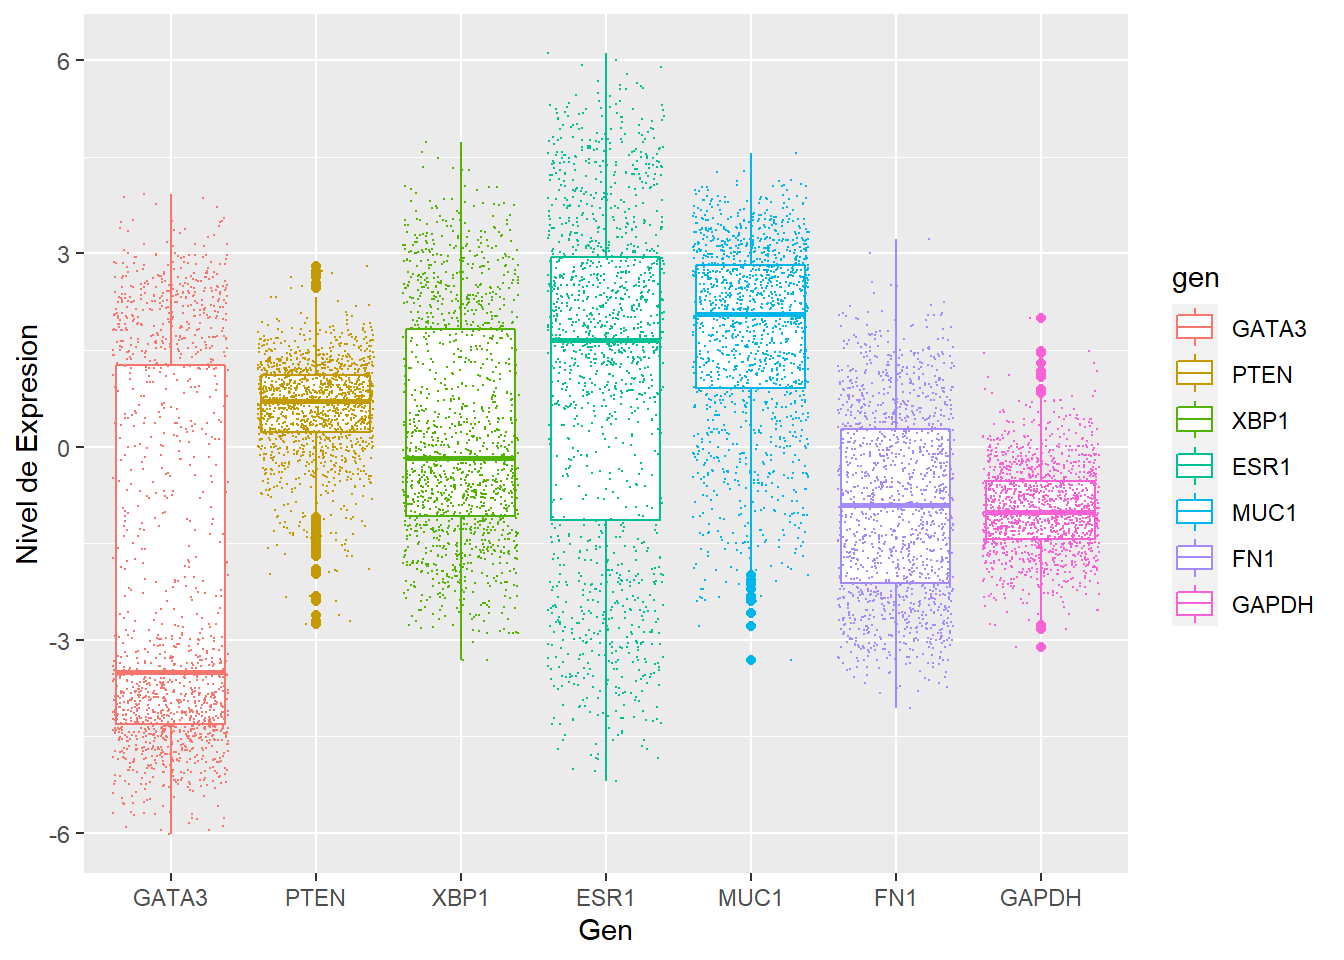 6
3
0
-3
-6
Nivel de Expresion
GATA3 PTEN XBP1 ESR1 MUC1 FN1 GAPDH
Gen
gen
GATA3
PTEN
XBP1
ESR1
MUC1
FN1
GAPDH